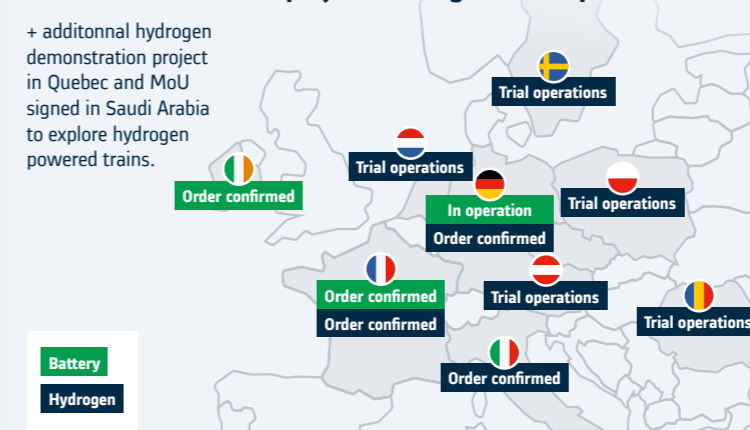 + additonnal hydrogen
demonstration project
in Quebec and MoU
signed in Saudi Arabia
to explore hydrogen
powered trains.
Trial operations
Trial operations
Order confirmed
In operation
Order confirmed
Trial operations
Order confirmed
Order confirmed
Trial operations
Trial operations
Order confirmed
Battery
Hydrogen